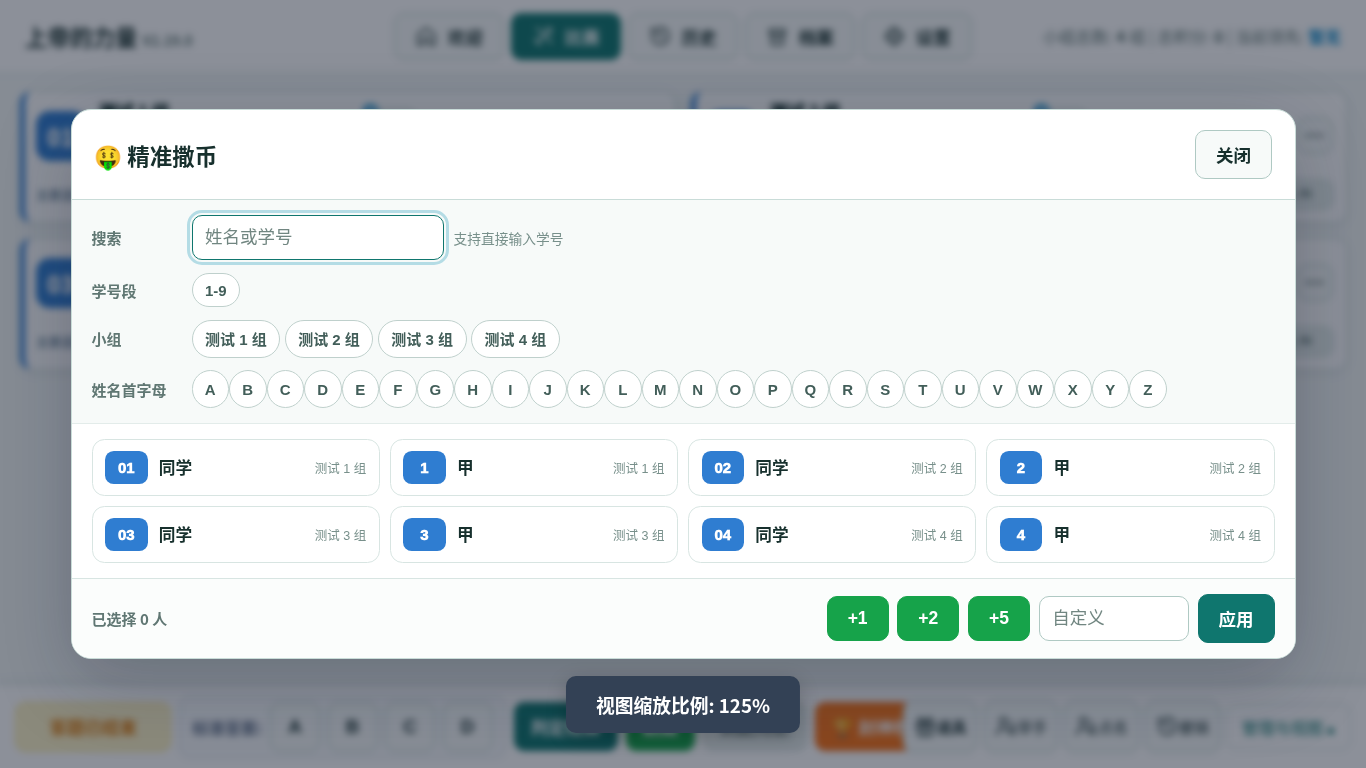 上帝的力量
🤑 精准撒币
关闭
搜索
姓名或学号
支持直接输入学号
学号段
1-9
小组
测试 1 组
测试 2 组
测试 3 组
测试 4 组
姓名首字母
A B C D E F G H I J K L M N O P Q R S T U V W X Y Z
01 同学 测试 1 组
1 甲 测试 1 组
02 同学 测试 2 组
2 甲 测试 2 组
03 同学 测试 3 组
3 甲 测试 3 组
04 同学 测试 4 组
4 甲 测试 4 组
已选择 0 人
+1
+2
+5
自定义
应用
视图缩放比例: 125%
A B C D